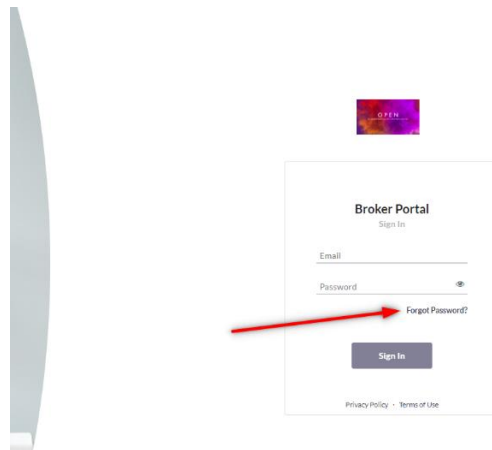 OPEN
Broker Portal
Sign In
Email
Password
Forgot Password?
Sign In
Privacy Policy · Terms of Use